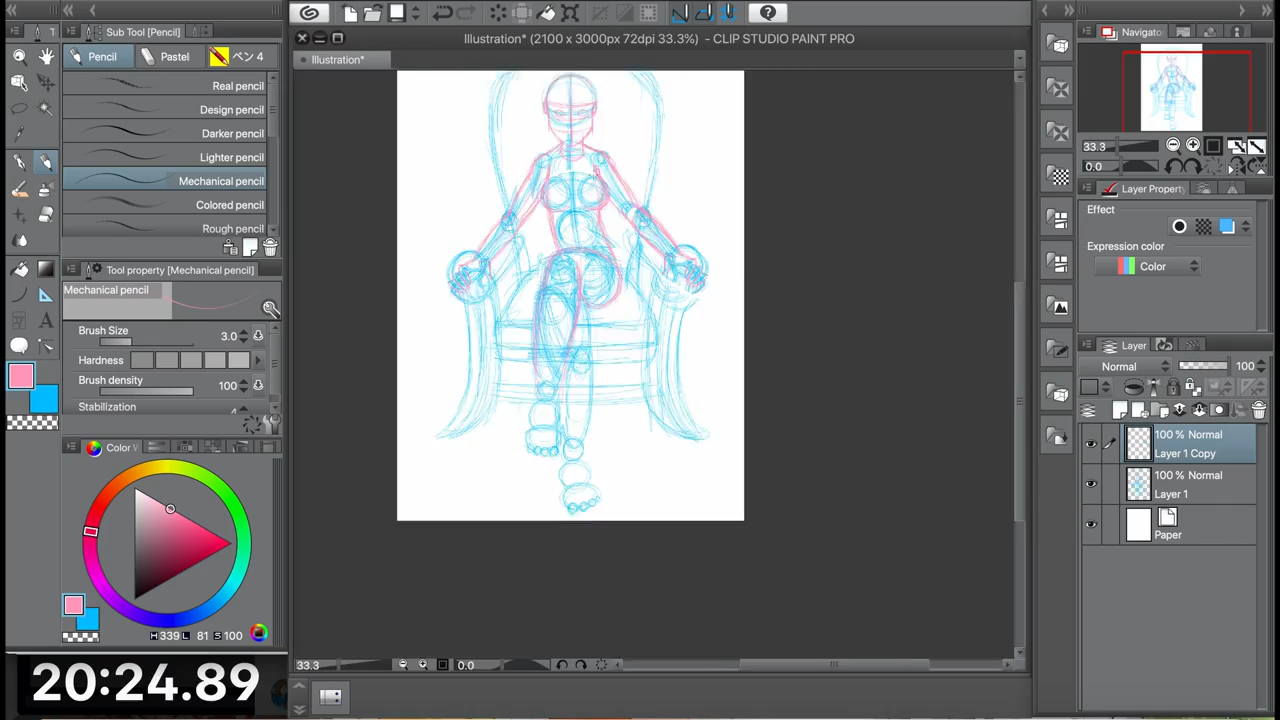 Illustration* (2100 x 3000px 72dpi 33.3%) - CLIP STUDIO PAINT PRO
Illustration*
T
Sub Tool [Pencil]
Pencil
Pastel
ペン 4
Real pencil
Design pencil
Darker pencil
Lighter pencil
Mechanical pencil
Colored pencil
Rough pencil
Tool property [Mechanical pencil]
Mechanical pencil
Brush Size
3.0
Hardness
Brush density
100
Stabilization
Color W
H 339 L 81 S 100
20:24.89
33.3
0.0
Navigator
33.3
0.0
Layer Property
Effect
Expression color
Color
Layer
Normal
100
100 % Normal
Layer 1 Copy
100 % Normal
Layer 1
Paper